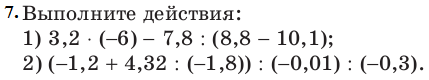 7. Выполните действия:
1) 3,2 · (–6) – 7,8 : (8,8 – 10,1);
2) (–1,2 + 4,32 : (–1,8)) : (–0,01) : (–0,3).